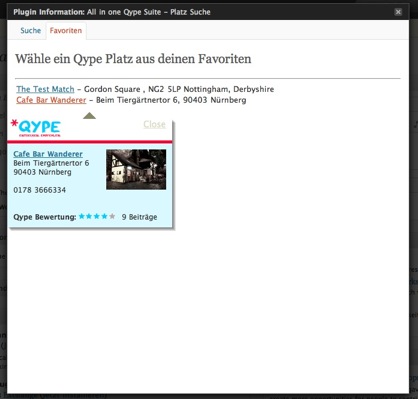 Plugin Information: All in one Qype Suite – Platz Suche
Suche Favoriten
Wähle ein Qype Platz aus deinen Favoriten
The Test Match – Gordon Square , NG2 5LP Nottingham, Derbyshire
Cafe Bar Wanderer – Beim Tiergärtnertor 6, 90403 Nürnberg
*QYPE Close
Cafe Bar Wanderer
Beim Tiergärtnertor 6
90403 Nürnberg
0178 3666334
Qype Bewertung: 9 Beiträge